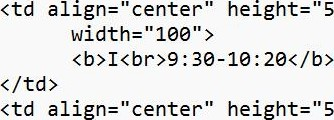 <td align="center" height="5
width="100">
<b>I<br>9:30-10:20</b>
</td>
<td align="center" height="5